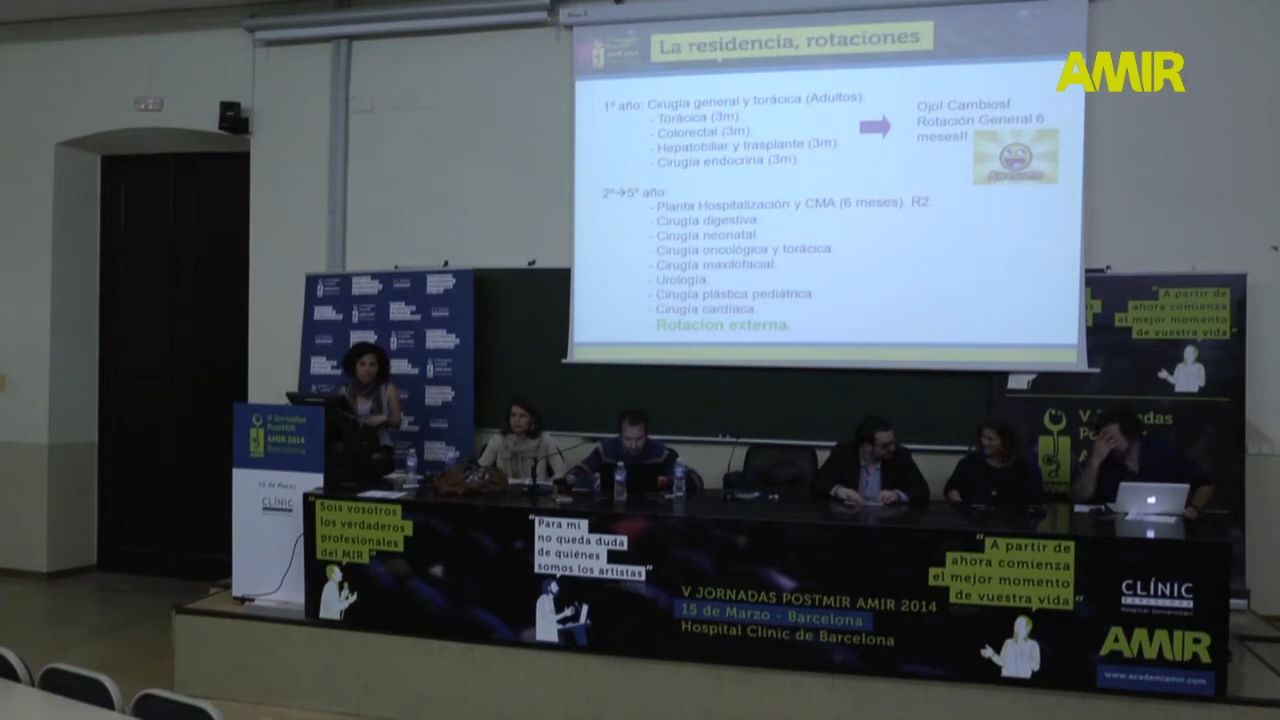 La residencia, rotaciones
AMIR
1º año: Cirugía general y torácica (Adultos).
- Torácica (3m).
- Colorectal (3m).
- Hepatobiliar y trasplante (3m).
- Cirugía endocrina (3m).
Ojo! Cambios!
Rotación General 6
meses!!
Awesome
2º→5º año:
- Planta Hospitalización y CMA (6 meses). R2.
- Cirugía digestiva.
- Cirugía neonatal.
- Cirugía oncológica y torácica.
- Cirugía maxilofacial.
- Urología.
- Cirugía plástica pediátrica.
- Cirugía cardíaca.
Rotación externa.
"A partir de
ahora comienza
el mejor momento
de vuestra vida"
V Jornadas
V Jornadas
PostMIR
AMIR 2014
Barcelona
15 de Marzo
CLÍNIC
"Sois vosotros
los verdaderos
profesionales
del MIR"
"Para mí
no queda duda
de quiénes
somos los artistas"
V JORNADAS POSTMIR AMIR 2014
15 de Marzo - Barcelona
Hospital Clínic de Barcelona
"A partir de
ahora comienza
el mejor momento
de vuestra vida"
CLÍNIC
BARCELONA
Hospital Universitari
AMIR
www.academiamir.com